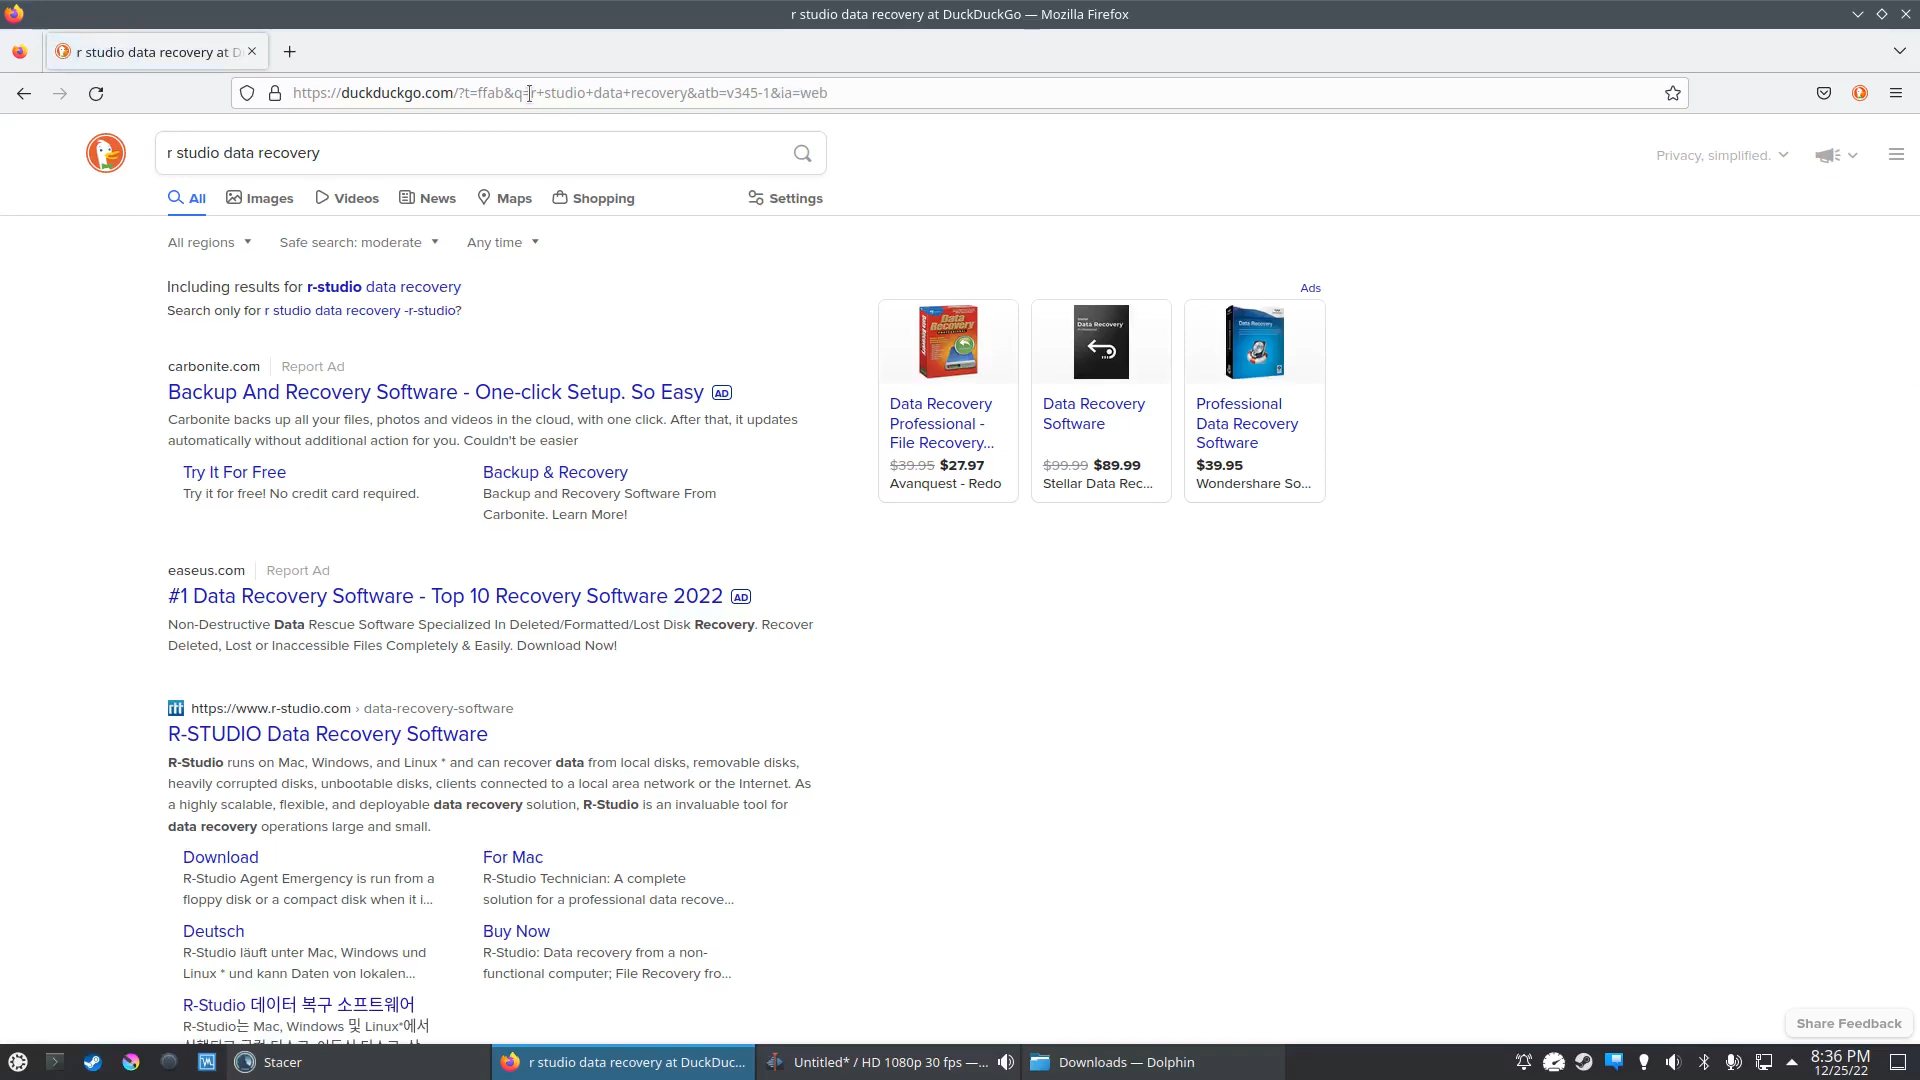 r studio data recovery at DuckDuckGo — Mozilla Firefox
r studio data recovery at D
https://duckduckgo.com/?t=ffab&q=r+studio+data+recovery&atb=v345-1&ia=web
r studio data recovery
Privacy, simplified.
All Images Videos News Maps Shopping Settings
All regions Safe search: moderate Any time
Including results for r-studio data recovery
Search only for r studio data recovery -r-studio?
carbonite.com Report Ad
Backup And Recovery Software - One-click Setup. So Easy AD
Carbonite backs up all your files, photos and videos in the cloud, with one click. After that, it updates
automatically without additional action for you. Couldn't be easier
Try It For Free
Try it for free! No credit card required.
Backup & Recovery
Backup and Recovery Software From
Carbonite. Learn More!
easeus.com Report Ad
#1 Data Recovery Software - Top 10 Recovery Software 2022 AD
Non-Destructive Data Rescue Software Specialized In Deleted/Formatted/Lost Disk Recovery. Recover
Deleted, Lost or Inaccessible Files Completely & Easily. Download Now!
https://www.r-studio.com › data-recovery-software
R-STUDIO Data Recovery Software
R-Studio runs on Mac, Windows, and Linux * and can recover data from local disks, removable disks,
heavily corrupted disks, unbootable disks, clients connected to a local area network or the Internet. As
a highly scalable, flexible, and deployable data recovery solution, R-Studio is an invaluable tool for
data recovery operations large and small.
Download
R-Studio Agent Emergency is run from a
floppy disk or a compact disk when it i...
For Mac
R-Studio Technician: A complete
solution for a professional data recove...
Deutsch
R-Studio läuft unter Mac, Windows und
Linux * und kann Daten von lokalen...
Buy Now
R-Studio: Data recovery from a non-
functional computer; File Recovery fro...
R-Studio 데이터 복구 소프트웨어
R-Studio는 Mac, Windows 및 Linux*에서
Ads
Data Recovery
Data Recovery
Professional -
File Recovery...
$39.95 $27.97
Avanquest - Redo
Data Recovery
Data Recovery
Software
$99.99 $89.99
Stellar Data Rec...
Data Recovery
Professional
Data Recovery
Software
$39.95
Wondershare So...
Share Feedback
Stacer
r studio data recovery at DuckDuc...
Untitled* / HD 1080p 30 fps —...
Downloads — Dolphin
8:36 PM
12/25/22